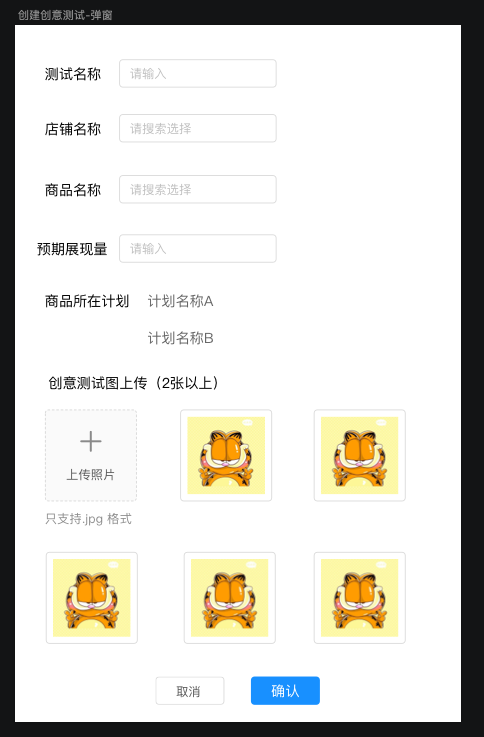 创建创意测试-弹窗
测试名称 请输入
店铺名称 请搜索选择
商品名称 请搜索选择
预期展现量 请输入
商品所在计划 计划名称A
计划名称B
创意测试图上传（2张以上）
上传照片
只支持.jpg 格式
取消 确认